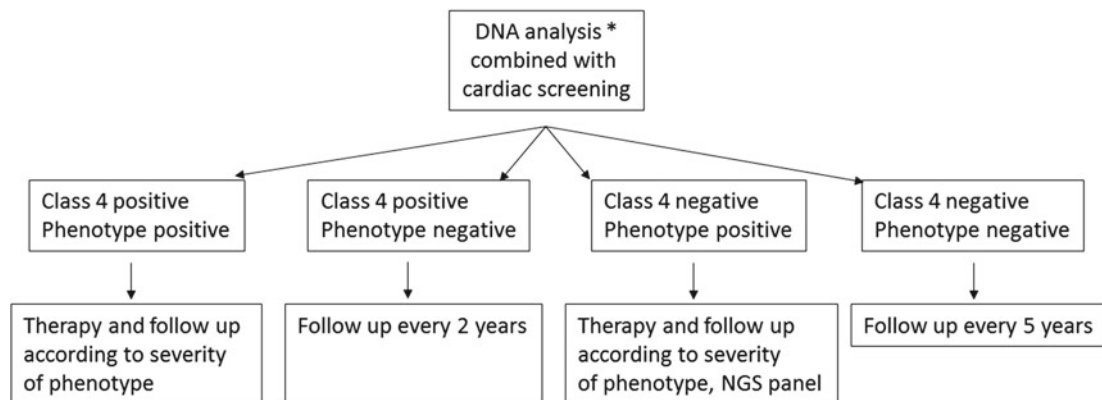 DNA analysis *
combined with
cardiac screening
Class 4 positive
Phenotype positive
Class 4 positive
Phenotype negative
Class 4 negative
Phenotype positive
Class 4 negative
Phenotype negative
Therapy and follow up
according to severity
of phenotype
Follow up every 2 years
Therapy and follow up
according to severity
of phenotype, NGS panel
Follow up every 5 years